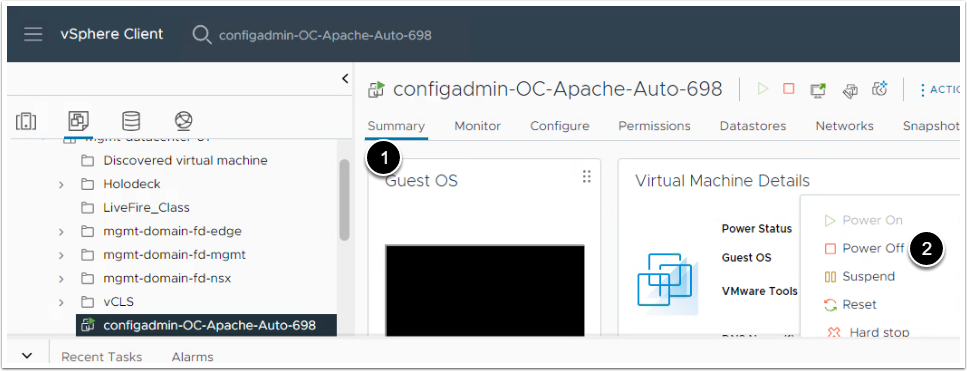 vSphere Client
configadmin-OC-Apache-Auto-698
configadmin-OC-Apache-Auto-698
ACTIO
Summary
Monitor
Configure
Permissions
Datastores
Networks
Snapshot
1
Discovered virtual machine
Holodeck
LiveFire_Class
mgmt-domain-fd-edge
mgmt-domain-fd-mgmt
mgmt-domain-fd-nsx
vCLS
configadmin-OC-Apache-Auto-698
Guest OS
Virtual Machine Details
Power Status
Guest OS
VMware Tools
Power On
Power Off
2
Suspend
Reset
Hard stop
Recent Tasks
Alarms